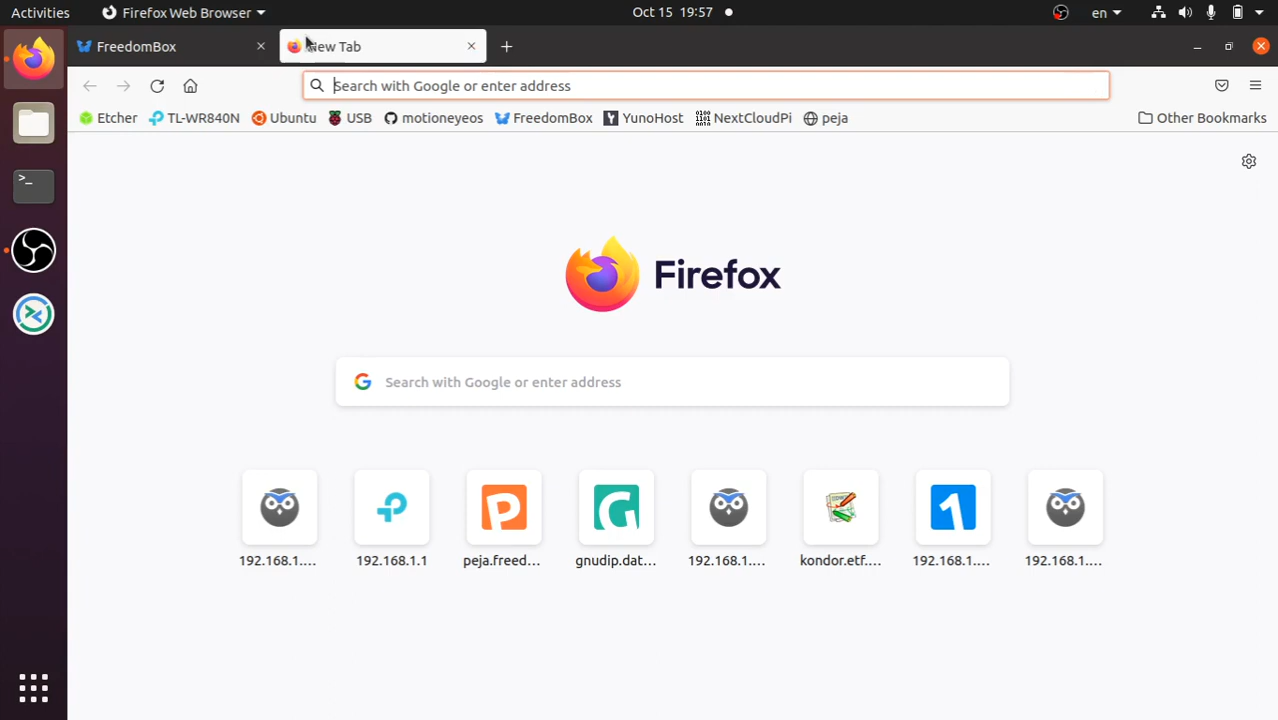 Activities Firefox Web Browser Oct 15 19:57 en
FreedomBox New Tab
Search with Google or enter address
Etcher TL-WR840N Ubuntu USB motioneyeos FreedomBox YunoHost NextCloudPi peja Other Bookmarks
Firefox
Search with Google or enter address
192.168.1.... 192.168.1.1 peja.freed... gnudip.dat... 192.168.1.... kondor.etf.... 192.168.1.... 192.168.1....